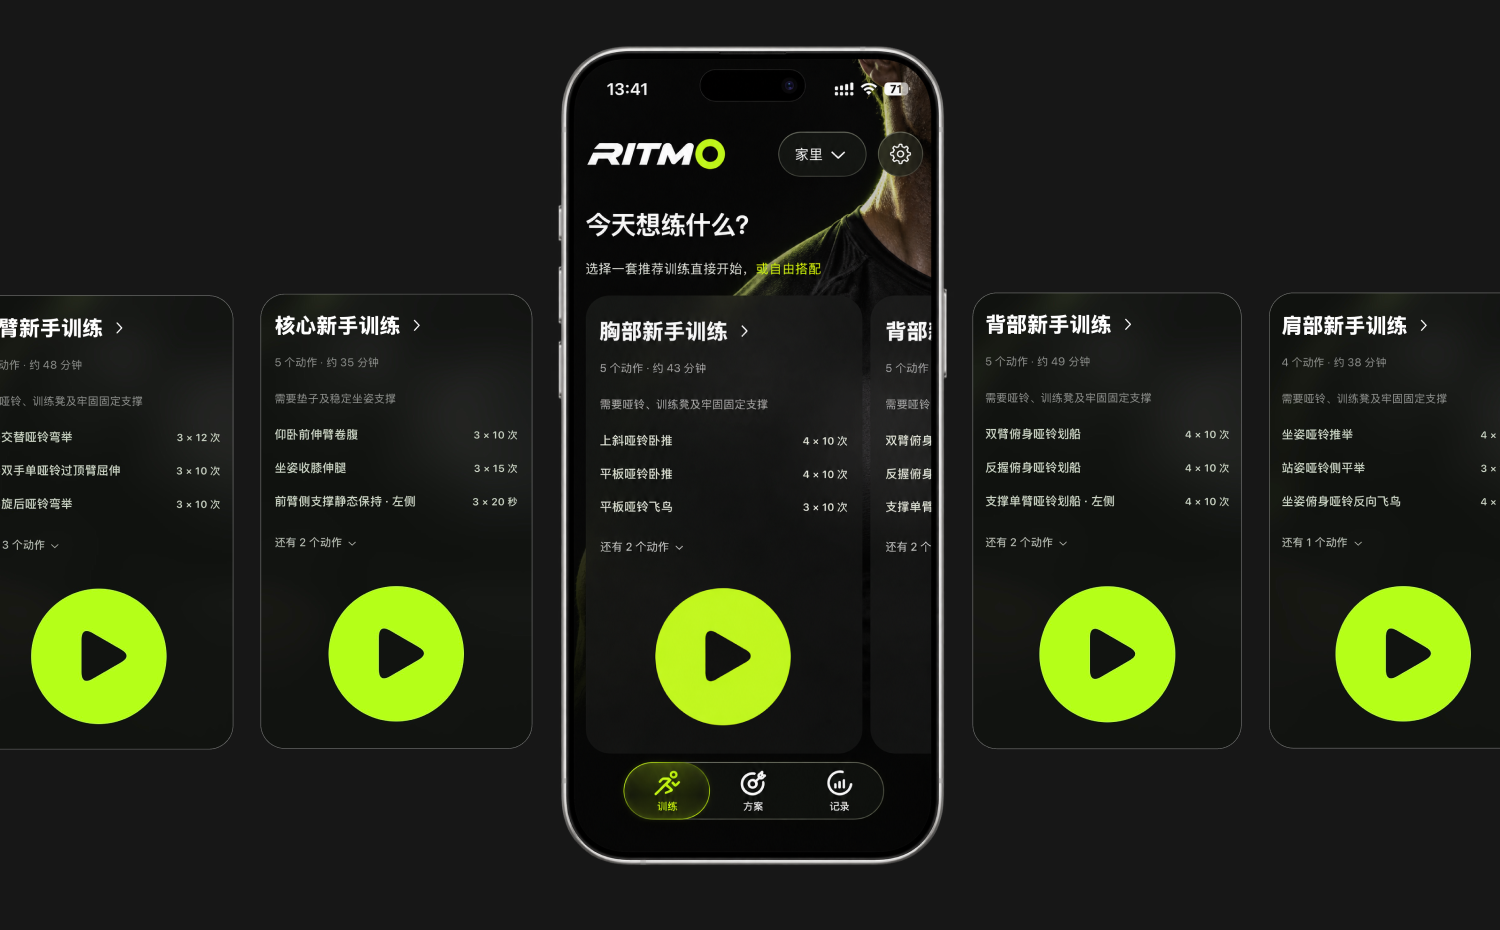 13:41
71
RITMO
家里
今天想练什么?
选择一套推荐训练直接开始，或自由搭配
臂新手训练
动作 · 约 48 分钟
哑铃、训练凳及牢固固定支撑
交替哑铃弯举 3 × 12 次
双手单哑铃过顶臂屈伸 3 × 10 次
旋后哑铃弯举 3 × 10 次
3 个动作
核心新手训练
5 个动作 · 约 35 分钟
需要垫子及稳定坐姿支撑
仰卧前伸臂卷腹 3 × 10 次
坐姿收膝伸腿 3 × 15 次
前臂侧支撑静态保持 · 左侧 3 × 20 秒
还有 2 个动作
胸部新手训练
5 个动作 · 约 43 分钟
需要哑铃、训练凳及牢固固定支撑
上斜哑铃卧推 4 × 10 次
平板哑铃卧推 4 × 10 次
平板哑铃飞鸟 3 × 10 次
还有 2 个动作
背部
5 个动作
需要哑铃
双臂俯身
反握俯身
支撑单臂
还有 2 个
背部新手训练
5 个动作 · 约 49 分钟
需要哑铃、训练凳及牢固固定支撑
双臂俯身哑铃划船 4 × 10 次
反握俯身哑铃划船 4 × 10 次
支撑单臂哑铃划船 · 左侧 4 × 10 次
还有 2 个动作
肩部新手训练
4 个动作 · 约 38 分钟
需要哑铃、训练凳及牢固固定支撑
坐姿哑铃推举 4 ×
站姿哑铃侧平举 3 ×
坐姿俯身哑铃反向飞鸟 4 ×
还有 1 个动作
训练
方案
记录